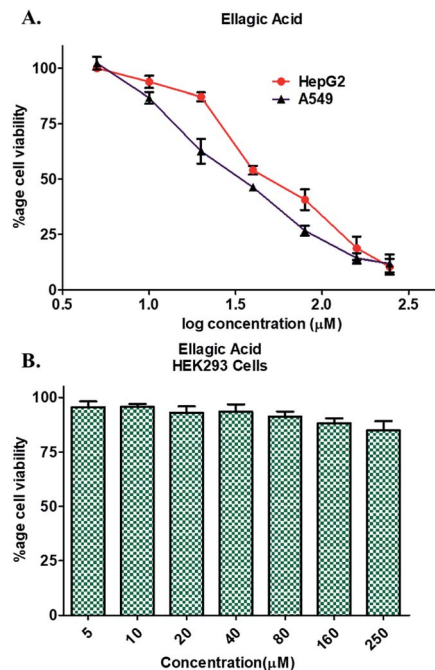 A.
Ellagic Acid
100
75
50
25
0
%age cell viability
HepG2
A549
0.5 1.0 1.5 2.0 2.5
log concentration (μM)
B.
Ellagic Acid
HEK293 Cells
100
75
50
25
0
%age cell viability
5 10 20 40 80 160 250
Concentration(μM)